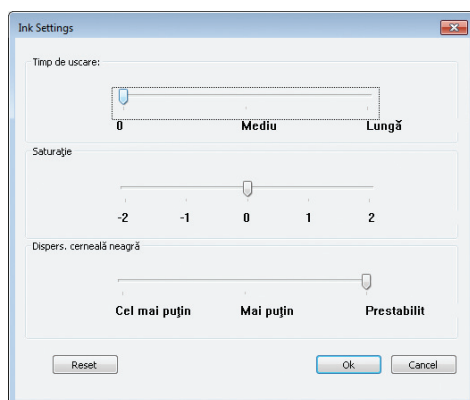 Ink Settings
Timp de uscare:
0 Mediu Lungă
Saturaţie
-2 -1 0 1 2
Dispers. cerneală neagră
Cel mai puţin Mai puţin Prestabilit
Reset Ok Cancel